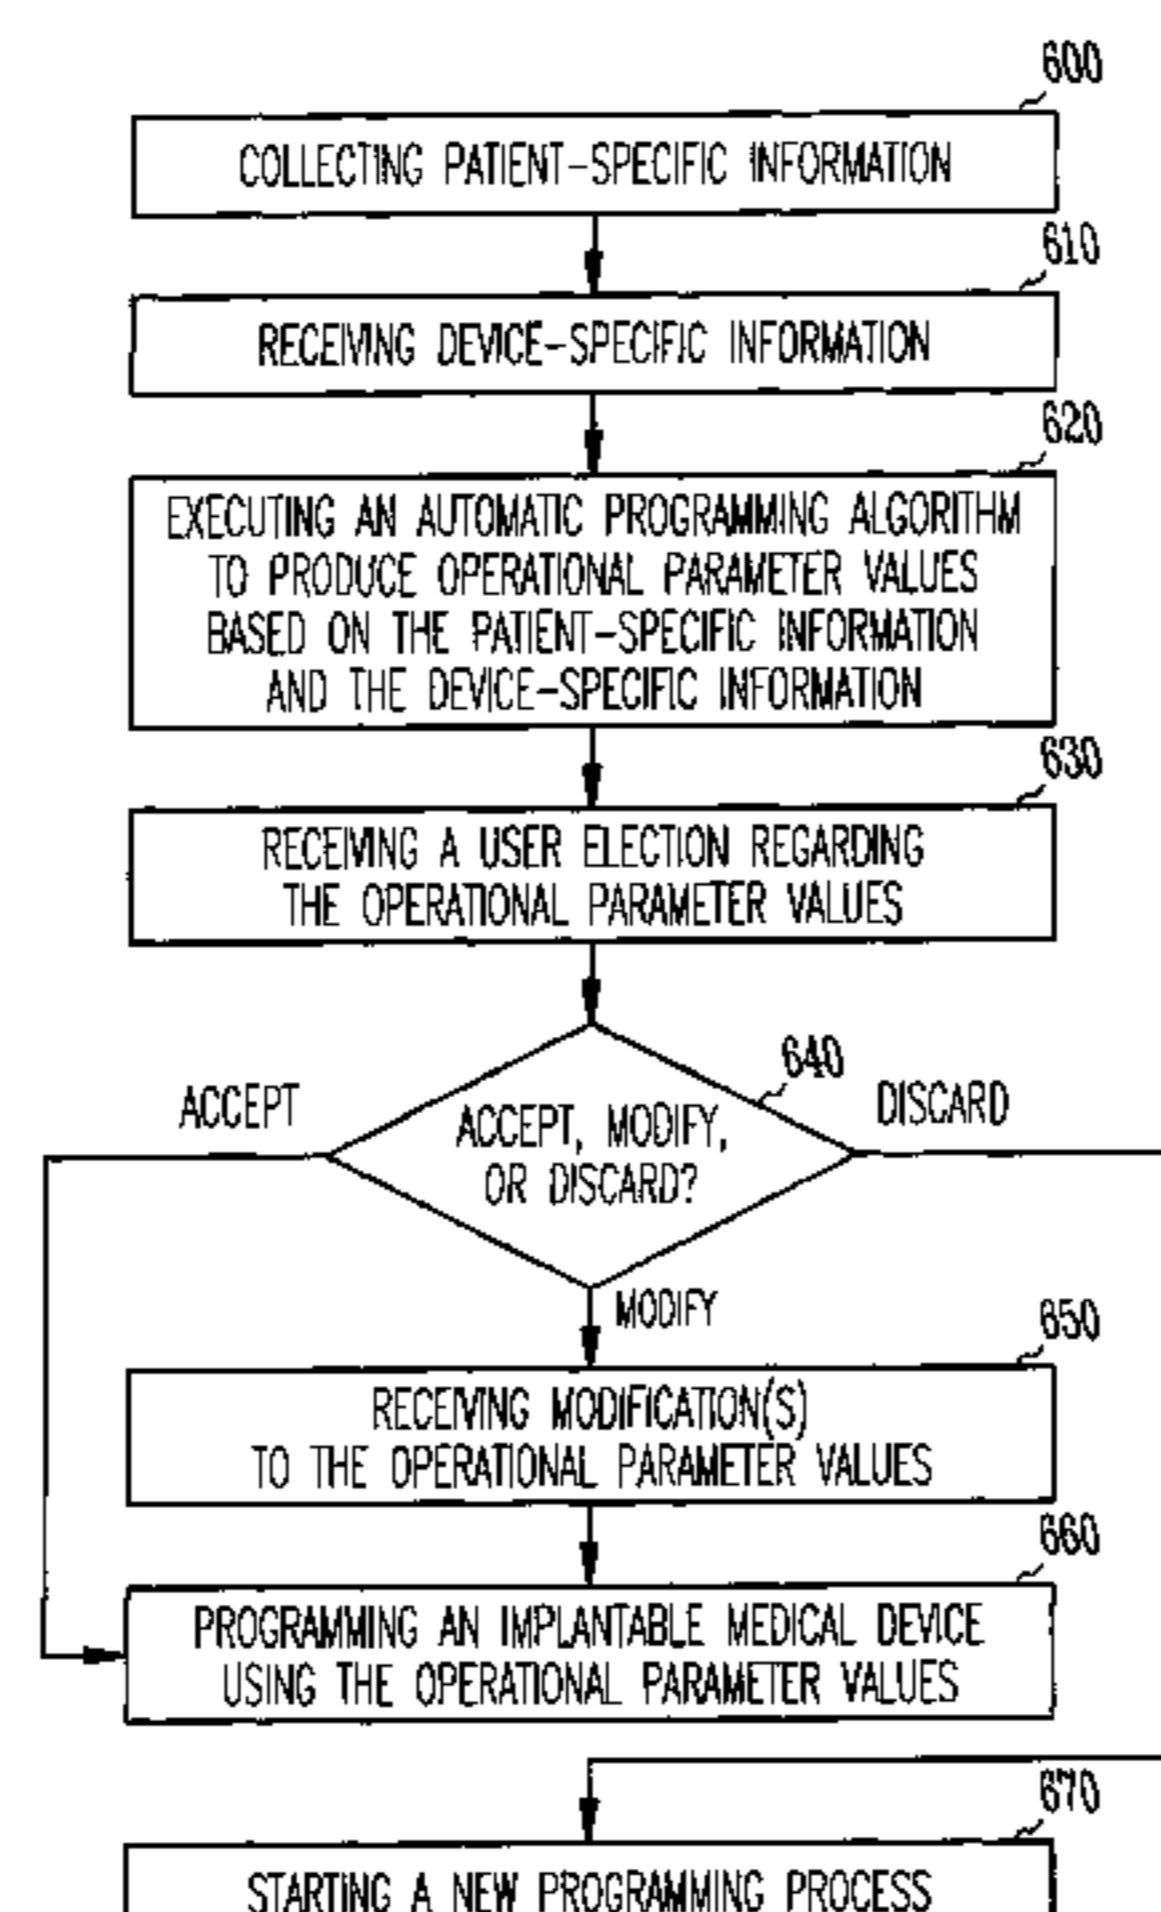 600
COLLECTING PATIENT-SPECIFIC INFORMATION
610
RECEIVING DEVICE-SPECIFIC INFORMATION
620
EXECUTING AN AUTOMATIC PROGRAMMING ALGORITHM
TO PRODUCE OPERATIONAL PARAMETER VALUES
BASED ON THE PATIENT-SPECIFIC INFORMATION
AND THE DEVICE-SPECIFIC INFORMATION
630
RECEIVING A USER ELECTION REGARDING
THE OPERATIONAL PARAMETER VALUES
640
ACCEPT
DISCARD
ACCEPT, MODIFY,
OR DISCARD?
MODIFY
650
RECEIVING MODIFICATION(S)
TO THE OPERATIONAL PARAMETER VALUES
660
PROGRAMMING AN IMPLANTABLE MEDICAL DEVICE
USING THE OPERATIONAL PARAMETER VALUES
670
STARTING A NEW PROGRAMMING PROCESS